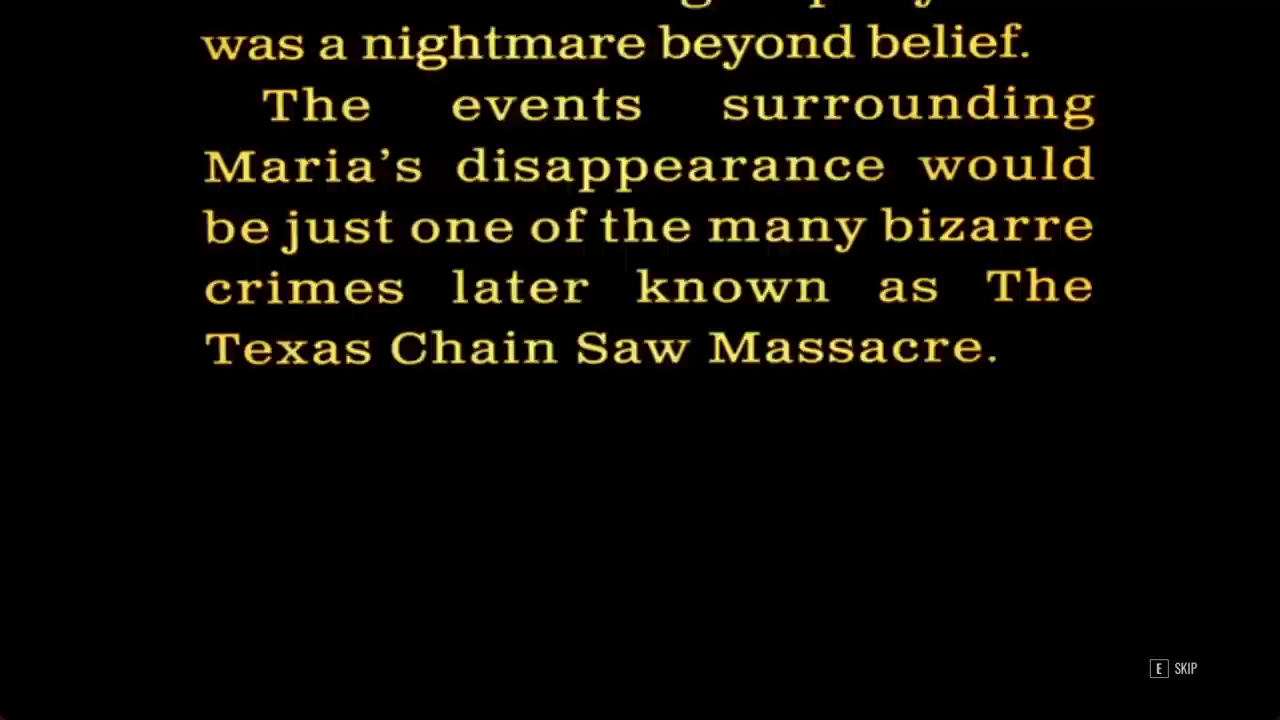 was a nightmare beyond belief.
The events surrounding
Maria’s disappearance would
be just one of the many bizarre
crimes later known as The
Texas Chain Saw Massacre.
E SKIP